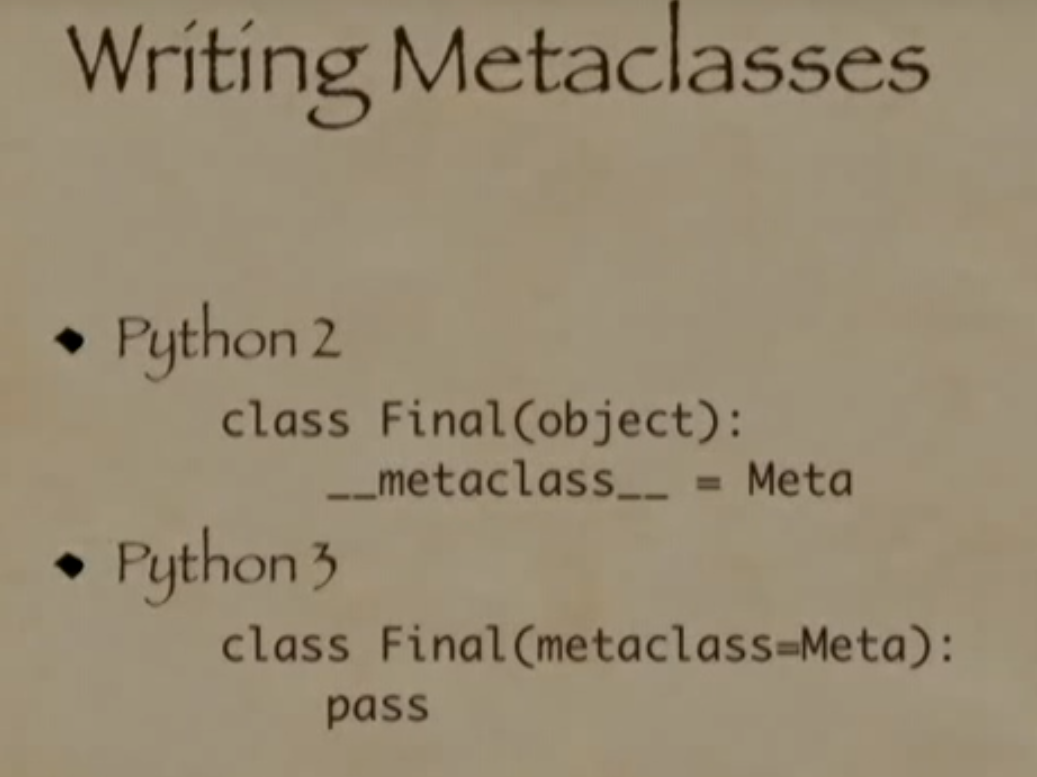 Writing Metaclasses
◆ Python 2
class Final(object):
    __metaclass__ = Meta
◆ Python 3
class Final(metaclass=Meta):
    pass